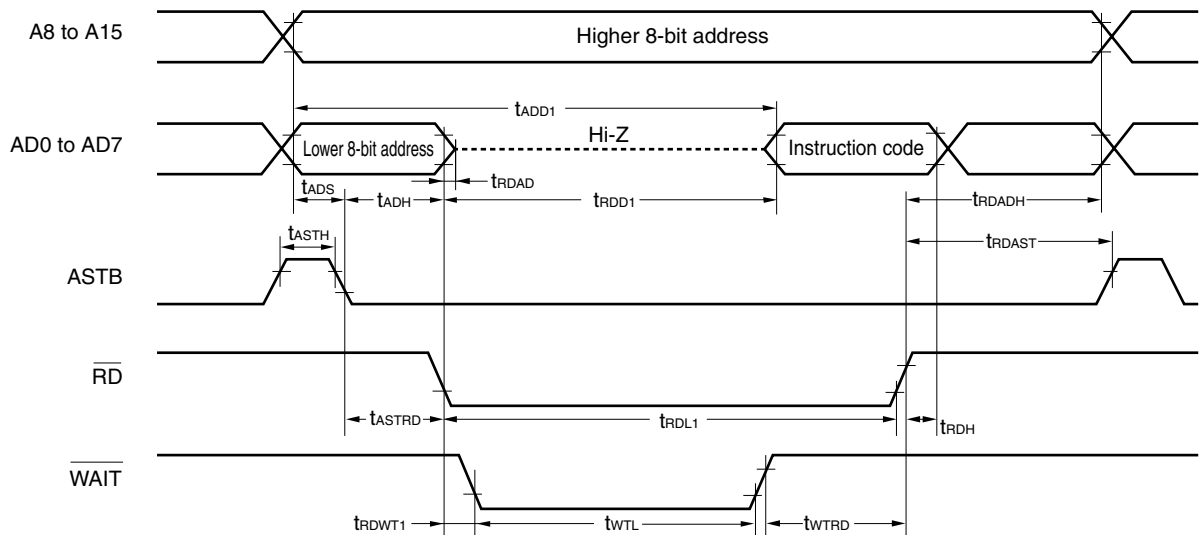 A8 to A15
Higher 8-bit address
tADD1
AD0 to AD7
Lower 8-bit address
Hi-Z
Instruction code
tRDAD
tADS
tADH
tRDD1
tRDADH
tASTH
tRDAST
ASTB
RD
tASTRD
tRDL1
tRDH
WAIT
tRDWT1
tWTL
tWTRD